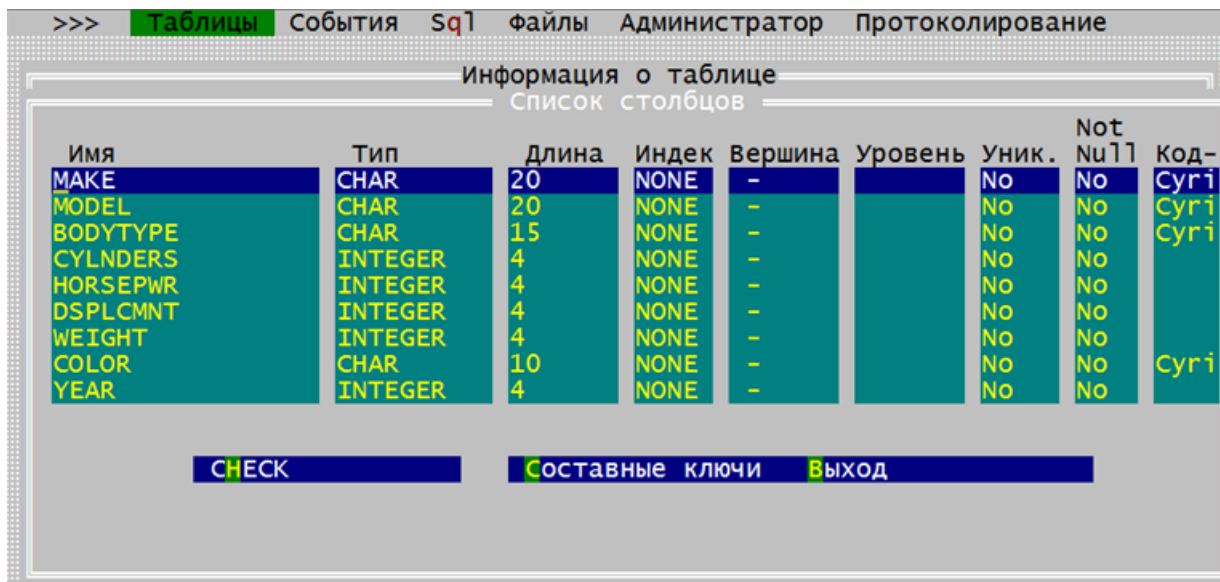 >>> Таблицы События Sql Файлы Администратор Протоколирование
Информация о таблице
Список столбцов
Not
Имя Тип Длина Индек Вершина Уровень Уник. Null Код-
MAKE CHAR 20 NONE - No No Cyri
MODEL CHAR 20 NONE - No No Cyri
BODYTYPE CHAR 15 NONE - No No Cyri
CYLNDERS INTEGER 4 NONE - No No
HORSEPWR INTEGER 4 NONE - No No
DSPLCMNT INTEGER 4 NONE - No No
WEIGHT INTEGER 4 NONE - No No
COLOR CHAR 10 NONE - No No Cyri
YEAR INTEGER 4 NONE - No No
CHECK Составные ключи Выход